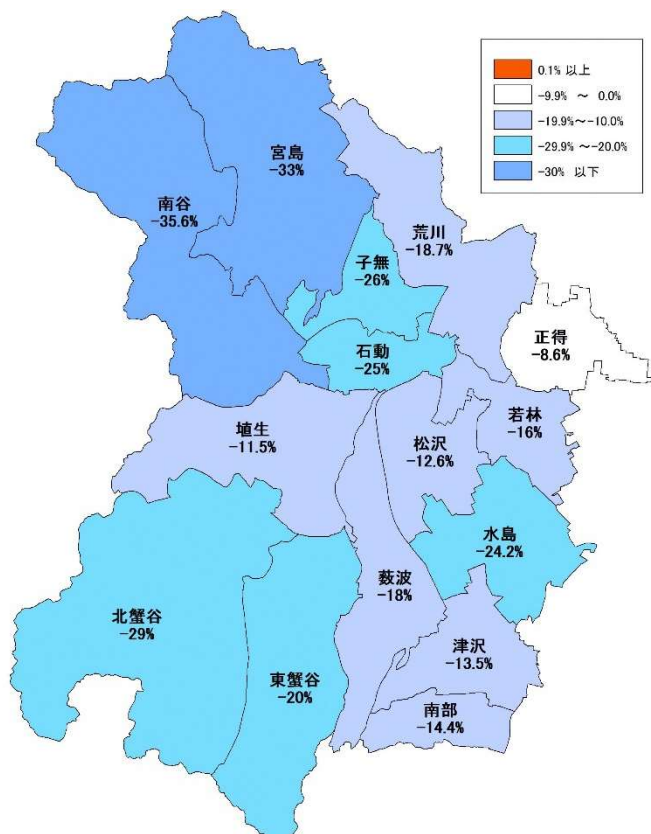 0.1% 以上
-9.9% ～ 0.0%
-19.9%～-10.0%
-29.9% ～-20.0%
-30% 以下
宮島
-33%
南谷
-35.6%
荒川
-18.7%
子無
-26%
正得
-8.6%
石動
-25%
若林
-16%
埴生
-11.5%
松沢
-12.6%
水島
-24.2%
薮波
-18%
北蟹谷
-29%
津沢
-13.5%
東蟹谷
-20%
南部
-14.4%